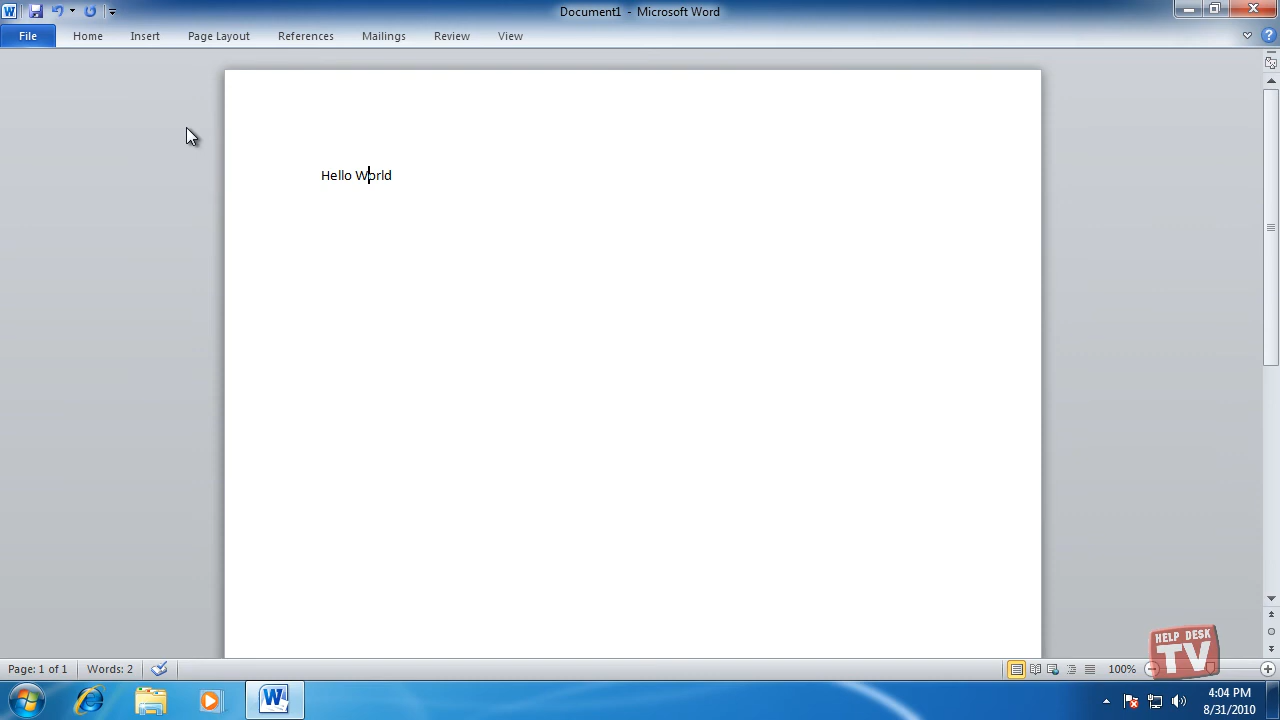 Document1 - Microsoft Word
File Home Insert Page Layout References Mailings Review View
Hello World
Page: 1 of 1 Words: 2 100%
HELP DESK
TV
4:04 PM
8/31/2010